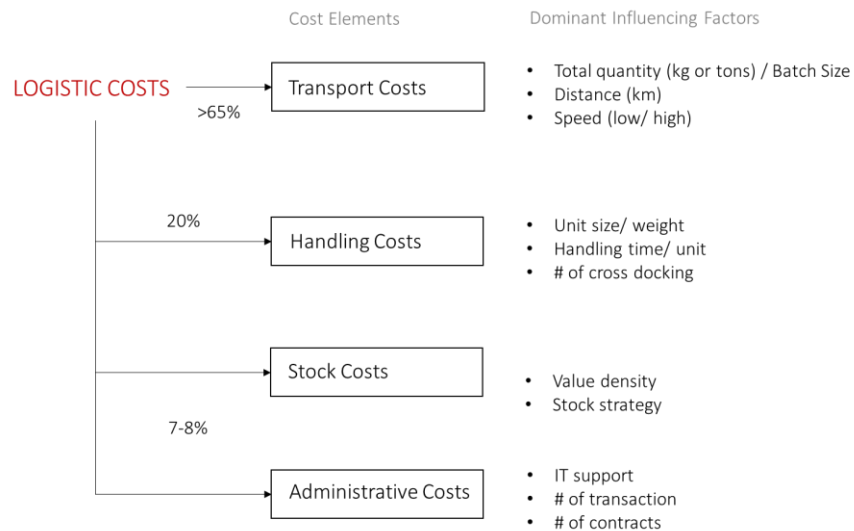 Cost Elements
Dominant Influencing Factors
LOGISTIC COSTS
>65%
Transport Costs
• Total quantity (kg or tons) / Batch Size
• Distance (km)
• Speed (low/ high)
20%
Handling Costs
• Unit size/ weight
• Handling time/ unit
• # of cross docking
Stock Costs
• Value density
• Stock strategy
7-8%
Administrative Costs
• IT support
• # of transaction
• # of contracts